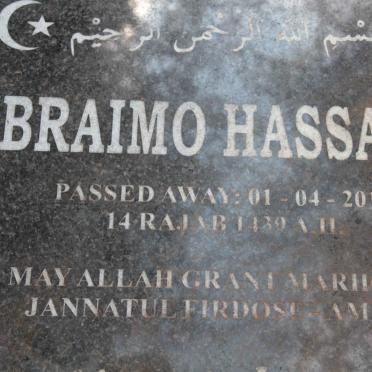 بسم الله الرحمن الرحيم
BRAIMO HASSA
PASSED AWAY: 01 - 04 - 201
14 RAJAB 1439 A.H.
MAY ALLAH GRANT MARH
JANNATUL FIRDOSE - AM